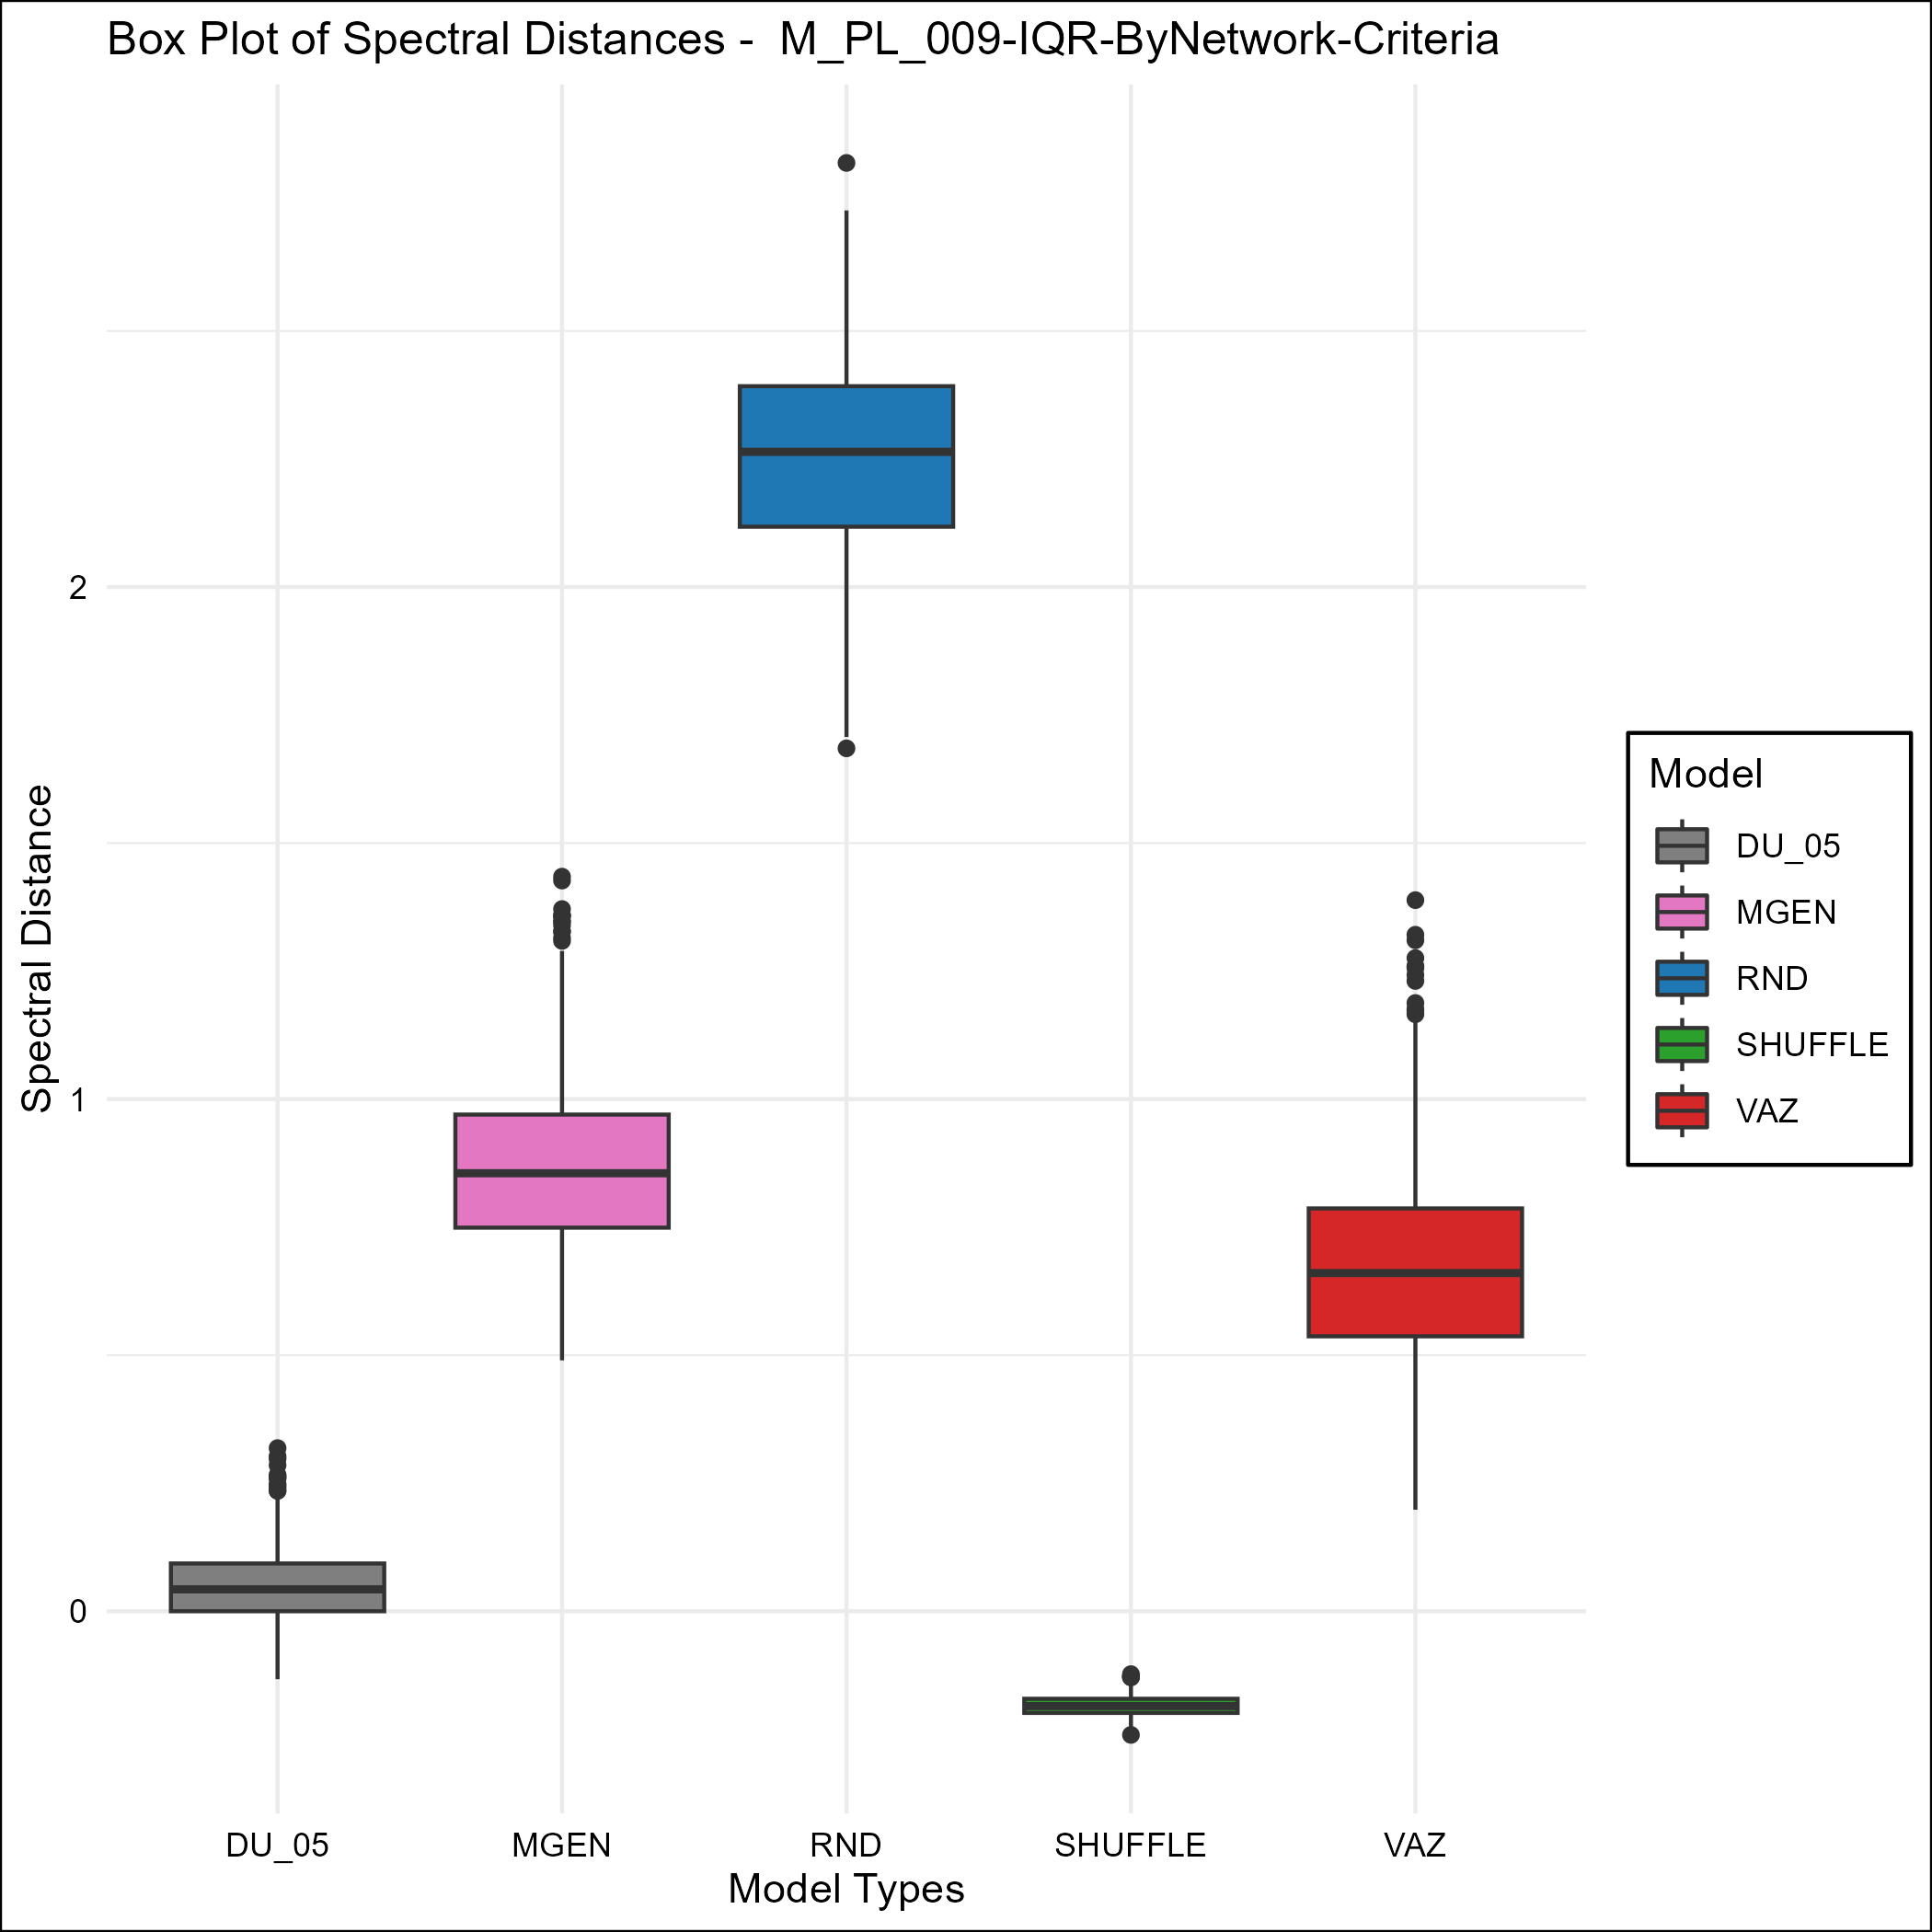 Box Plot of Spectral Distances -  M_PL_009-IQR-ByNetwork-Criteria
Spectral Distance
2
1
0
DU_05
MGEN
RND
SHUFFLE
VAZ
Model Types
Model
DU_05
MGEN
RND
SHUFFLE
VAZ